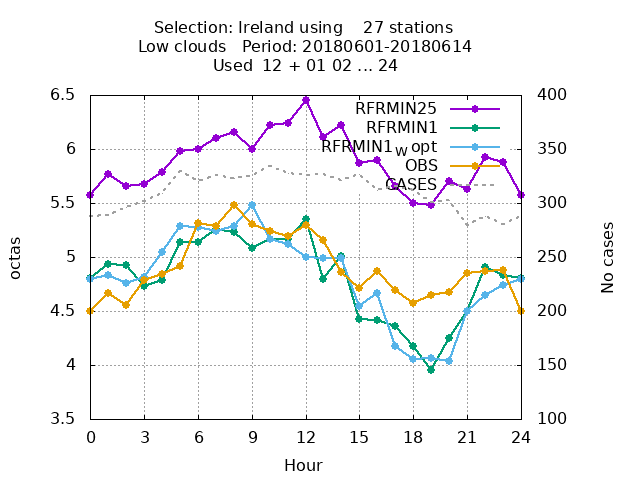 Selection: Ireland using 27 stations
Low clouds Period: 20180601-20180614
Used 12 + 01 02 ... 24
6.5
6
5.5
5
4.5
4
3.5
octas
400
350
300
250
200
150
100
No cases
RFRMIN25
RFRMIN1
RFRMIN1wopt
OBS
CASES
0 3 6 9 12 15 18 21 24
Hour